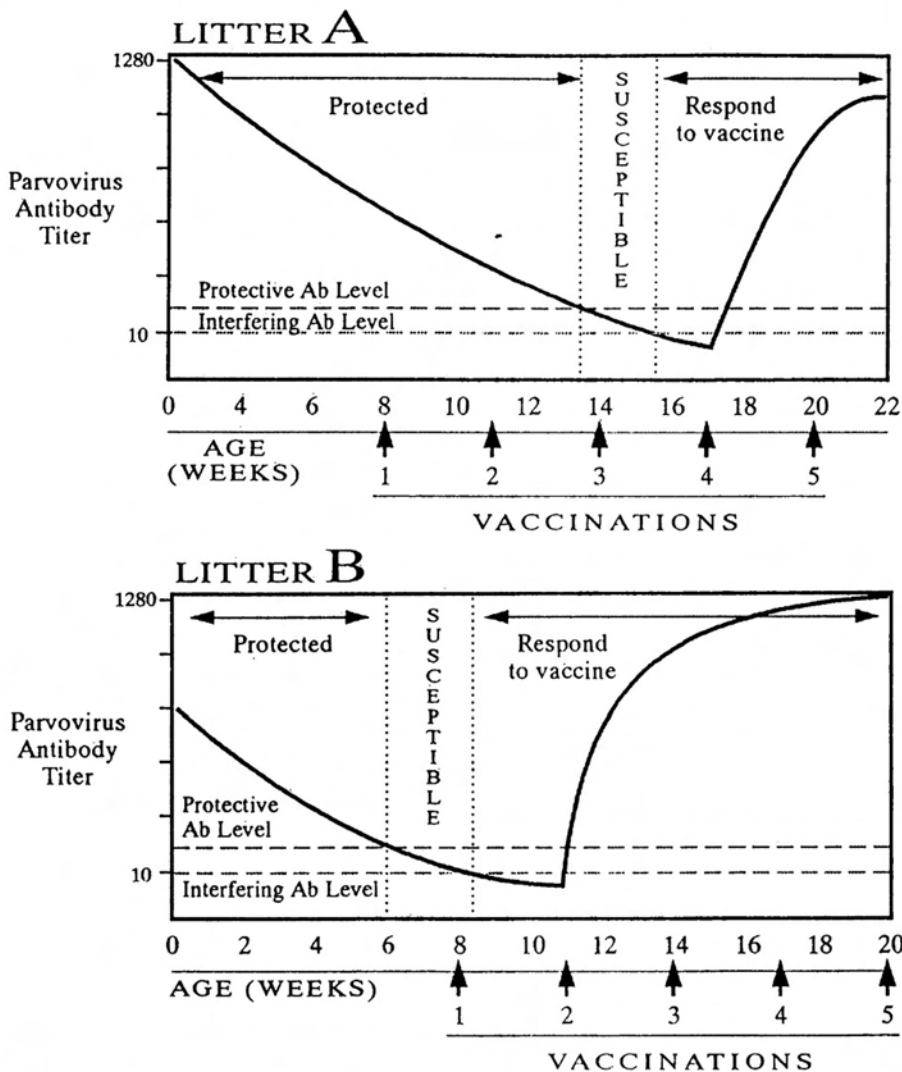 LITTER A
1280
Protected
SUSCEPTIBLE
Respond
to vaccine
Parvovirus
Antibody
Titer
Protective Ab Level
Interfering Ab Level
10
0 4 6 8 10 12 14 16 18 20 22
AGE
(WEEKS)
1 2 3 4 5
VACCINATIONS
LITTER B
1280
Protected
SUSCEPTIBLE
Respond
to vaccine
Parvovirus
Antibody
Titer
Protective
Ab Level
10
Interfering Ab Level
0 2 4 6 8 10 12 14 16 18 20
AGE (WEEKS)
1 2 3 4 5
VACCINATIONS